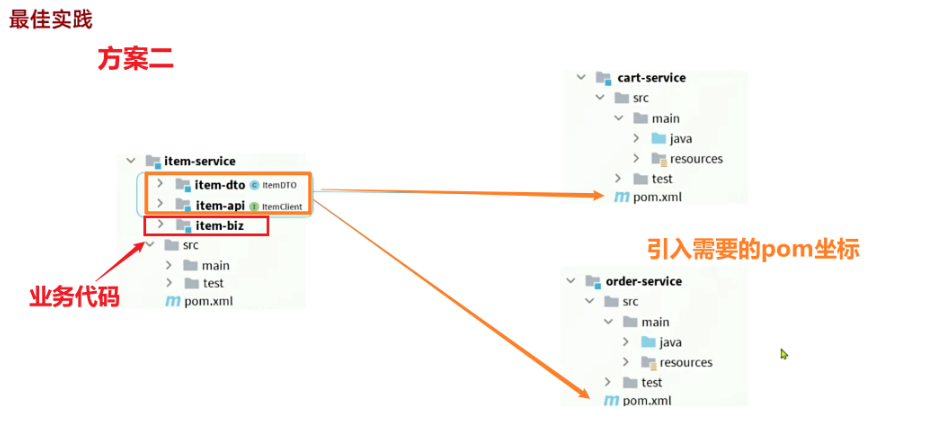 最佳实践
方案二
item-service
item-dto ItemDTO
item-api ItemClient
item-biz
src
main
test
pom.xml
业务代码
cart-service
src
main
java
resources
test
pom.xml
引入需要的pom坐标
order-service
src
main
java
resources
test
pom.xml